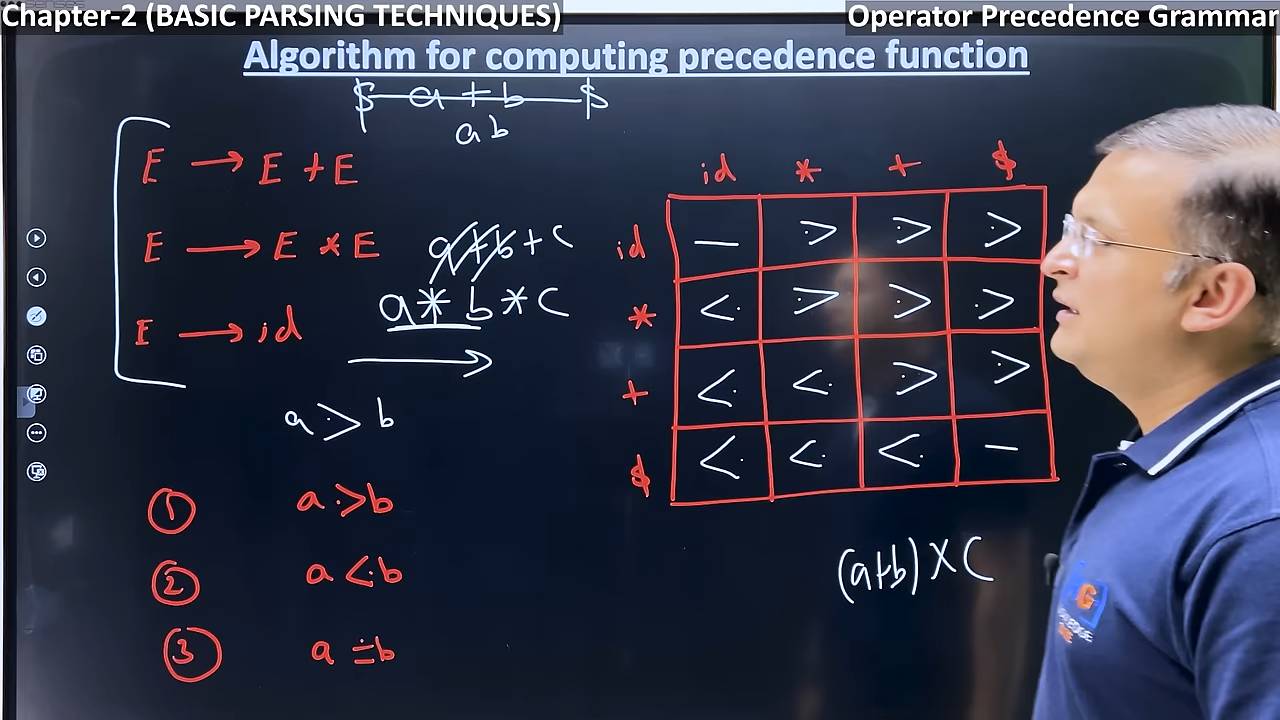 Chapter-2 (BASIC PARSING TECHNIQUES)
Operator Precedence Grammar
Algorithm for computing precedence function
$ a + b $
a b
E → E + E
E → E * E
E → id
a + b + c
a * b * c
a ⋗ b
① a ⋗ b
② a ⋖ b
③ a ≐ b
id * + $
id — ⋗ ⋗ ⋗
* ⋖ ⋗ ⋗ ⋗
+ ⋖ ⋖ ⋗ ⋗
$ ⋖ ⋖ ⋖ —
(a+b) × c
G